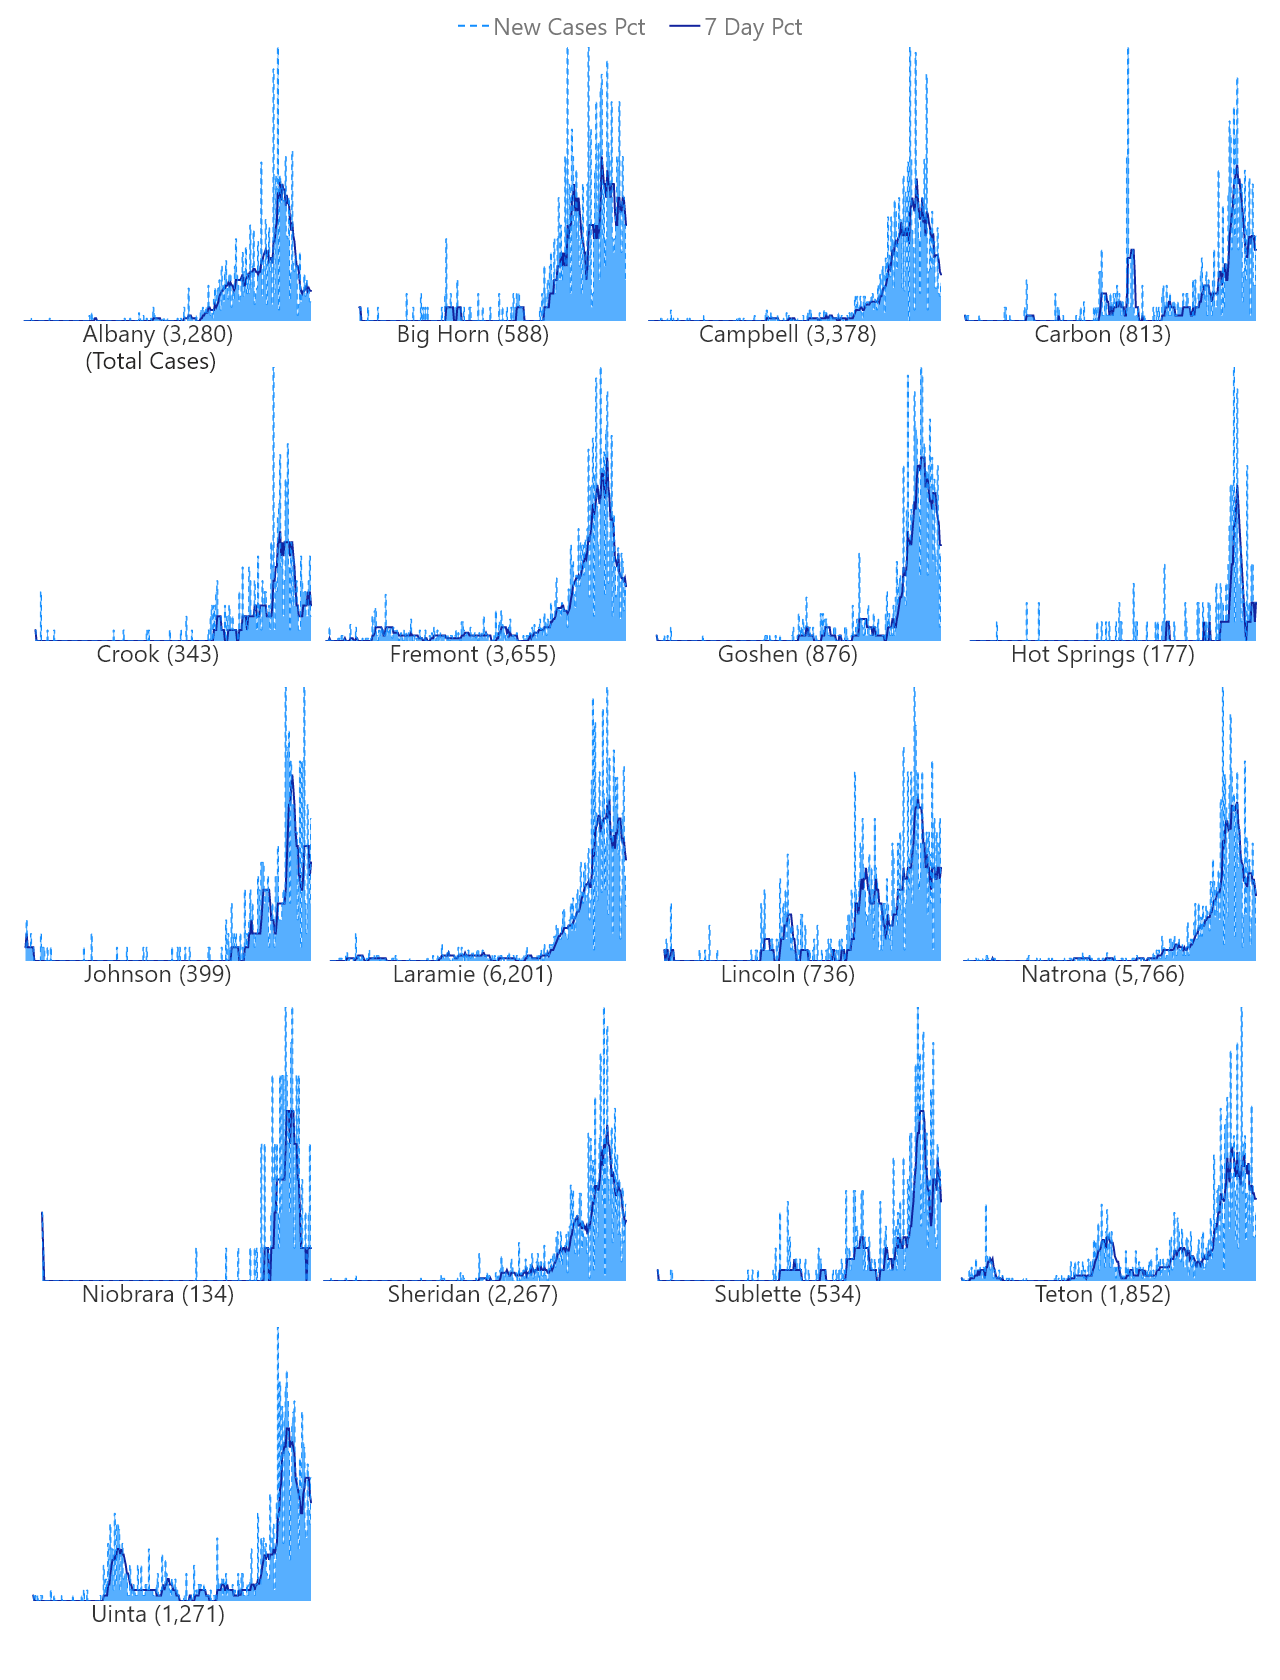 New Cases Pct 7 Day Pct
Albany (3,280) Big Horn (588) Campbell (3,378) Carbon (813)
(Total Cases)
Crook (343) Fremont (3,655) Goshen (876) Hot Springs (177)
Johnson (399) Laramie (6,201) Lincoln (736) Natrona (5,766)
Niobrara (134) Sheridan (2,267) Sublette (534) Teton (1,852)
Uinta (1,271)